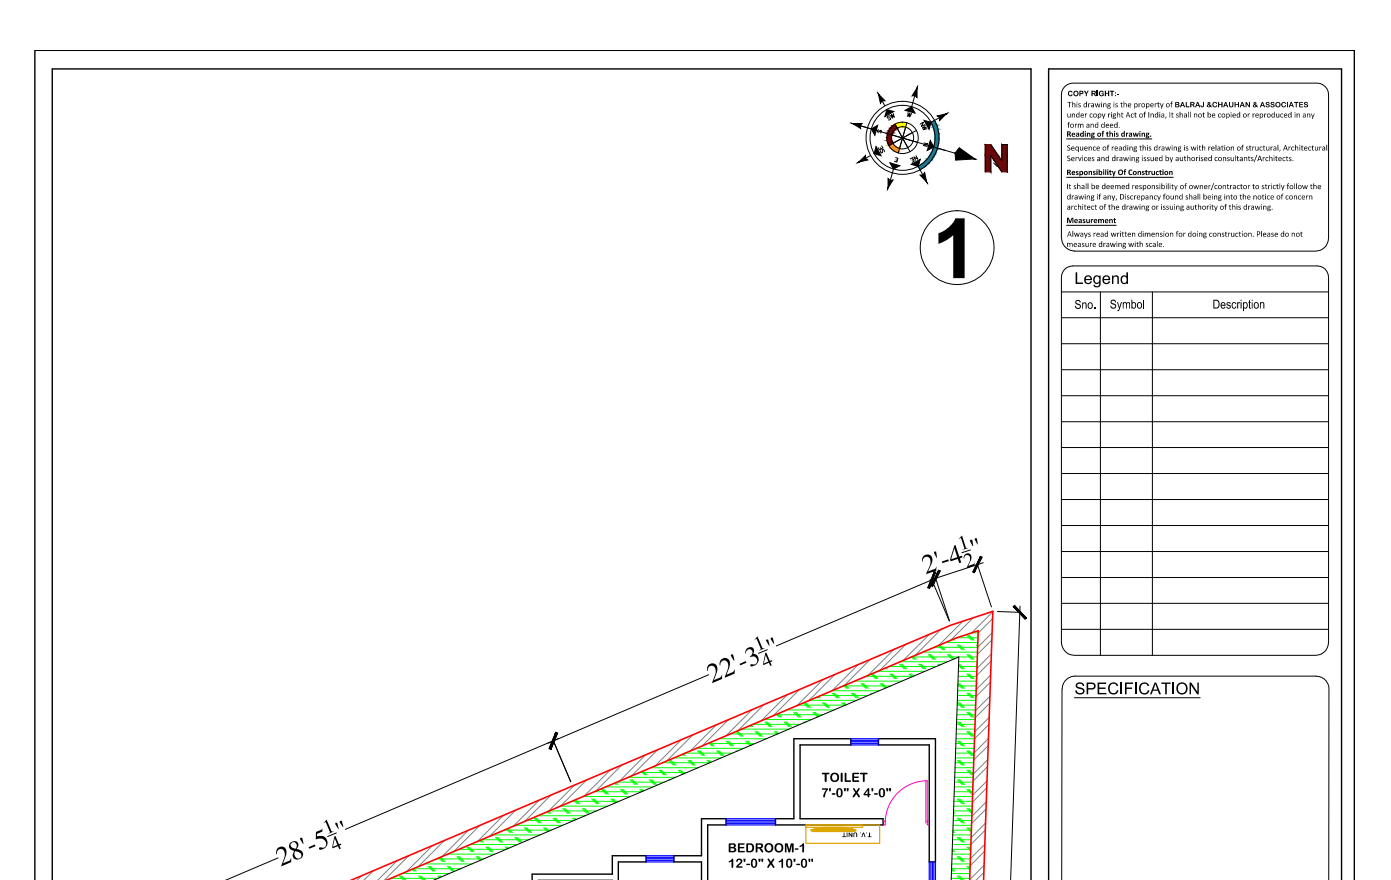 N
1
COPY RIGHT:-
This drawing is the property of BALRAJ &CHAUHAN & ASSOCIATES
under copy right Act of India, It shall not be copied or reproduced in any
form and deed.
Reading of this drawing.
Sequence of reading this drawing is with relation of structural, Architectural
Services and drawing issued by authorised consultants/Architects.
Responsibility Of Construction
It shall be deemed responsibility of owner/contractor to strictly follow the
drawing if any, Discrepancy found shall being into the notice of concern
architect of the drawing or issuing authority of this drawing.
Measurement
Always read written dimension for doing construction. Please do not
measure drawing with scale.
Legend
Sno. Symbol Description
SPECIFICATION
2'-4 1/2"
22'-3 1/4"
28'-5 1/4"
TOILET
7'-0" X 4'-0"
T.V. UNIT
BEDROOM-1
12'-0" X 10'-0"